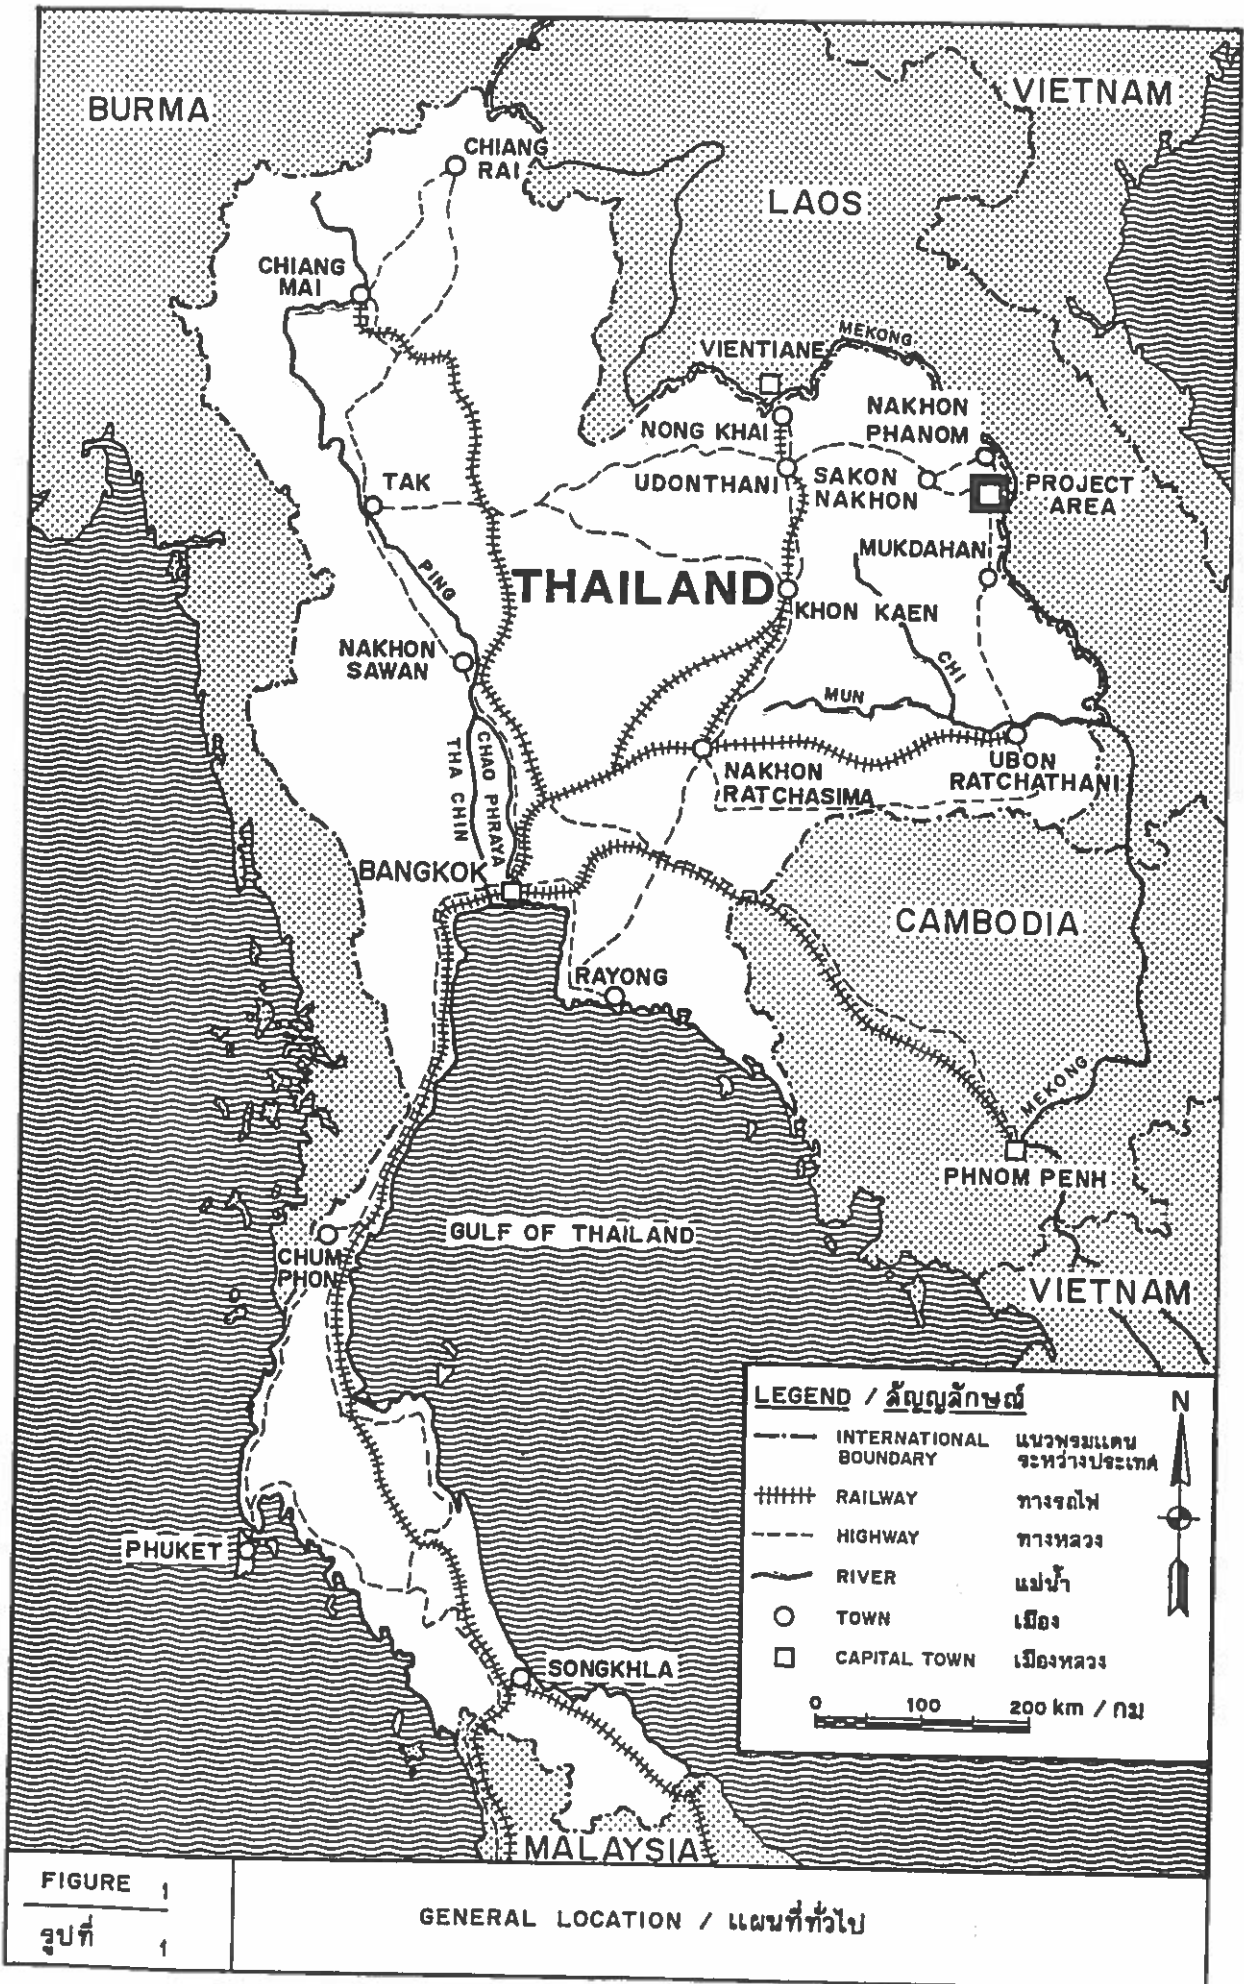 BURMA
VIETNAM
CHIANG
RAI
LAOS
CHIANG
MAI
MEKONG
VIENTIANE
NAKHON
PHANOM
NONG KHAI
UDONTHANI
SAKON
NAKHON
PROJECT
AREA
TAK
MUKDAHAN
PING
THAILAND
KHON KAEN
NAKHON
SAWAN
CHI
MUN
CHAO PHRAYA
THA CHIN
NAKHON
RATCHASIMA
UBON
RATCHATHANI
BANGKOK
CAMBODIA
RAYONG
MEKONG
PHNOM PENH
GULF OF THAILAND
CHUM
PHON
VIETNAM
PHUKET
SONGKHLA
MALAYSIA
LEGEND / สัญญลักษณ์
N
INTERNATIONAL
BOUNDARY
แนวพรมแดน
ระหว่างประเทศ
RAILWAY ทางรถไฟ
HIGHWAY ทางหลวง
RIVER แม่น้ำ
TOWN เมือง
CAPITAL TOWN เมืองหลวง
0 100 200 km / กม
FIGURE 1
รูปที่ 1
GENERAL LOCATION / แผนที่ทั่วไป